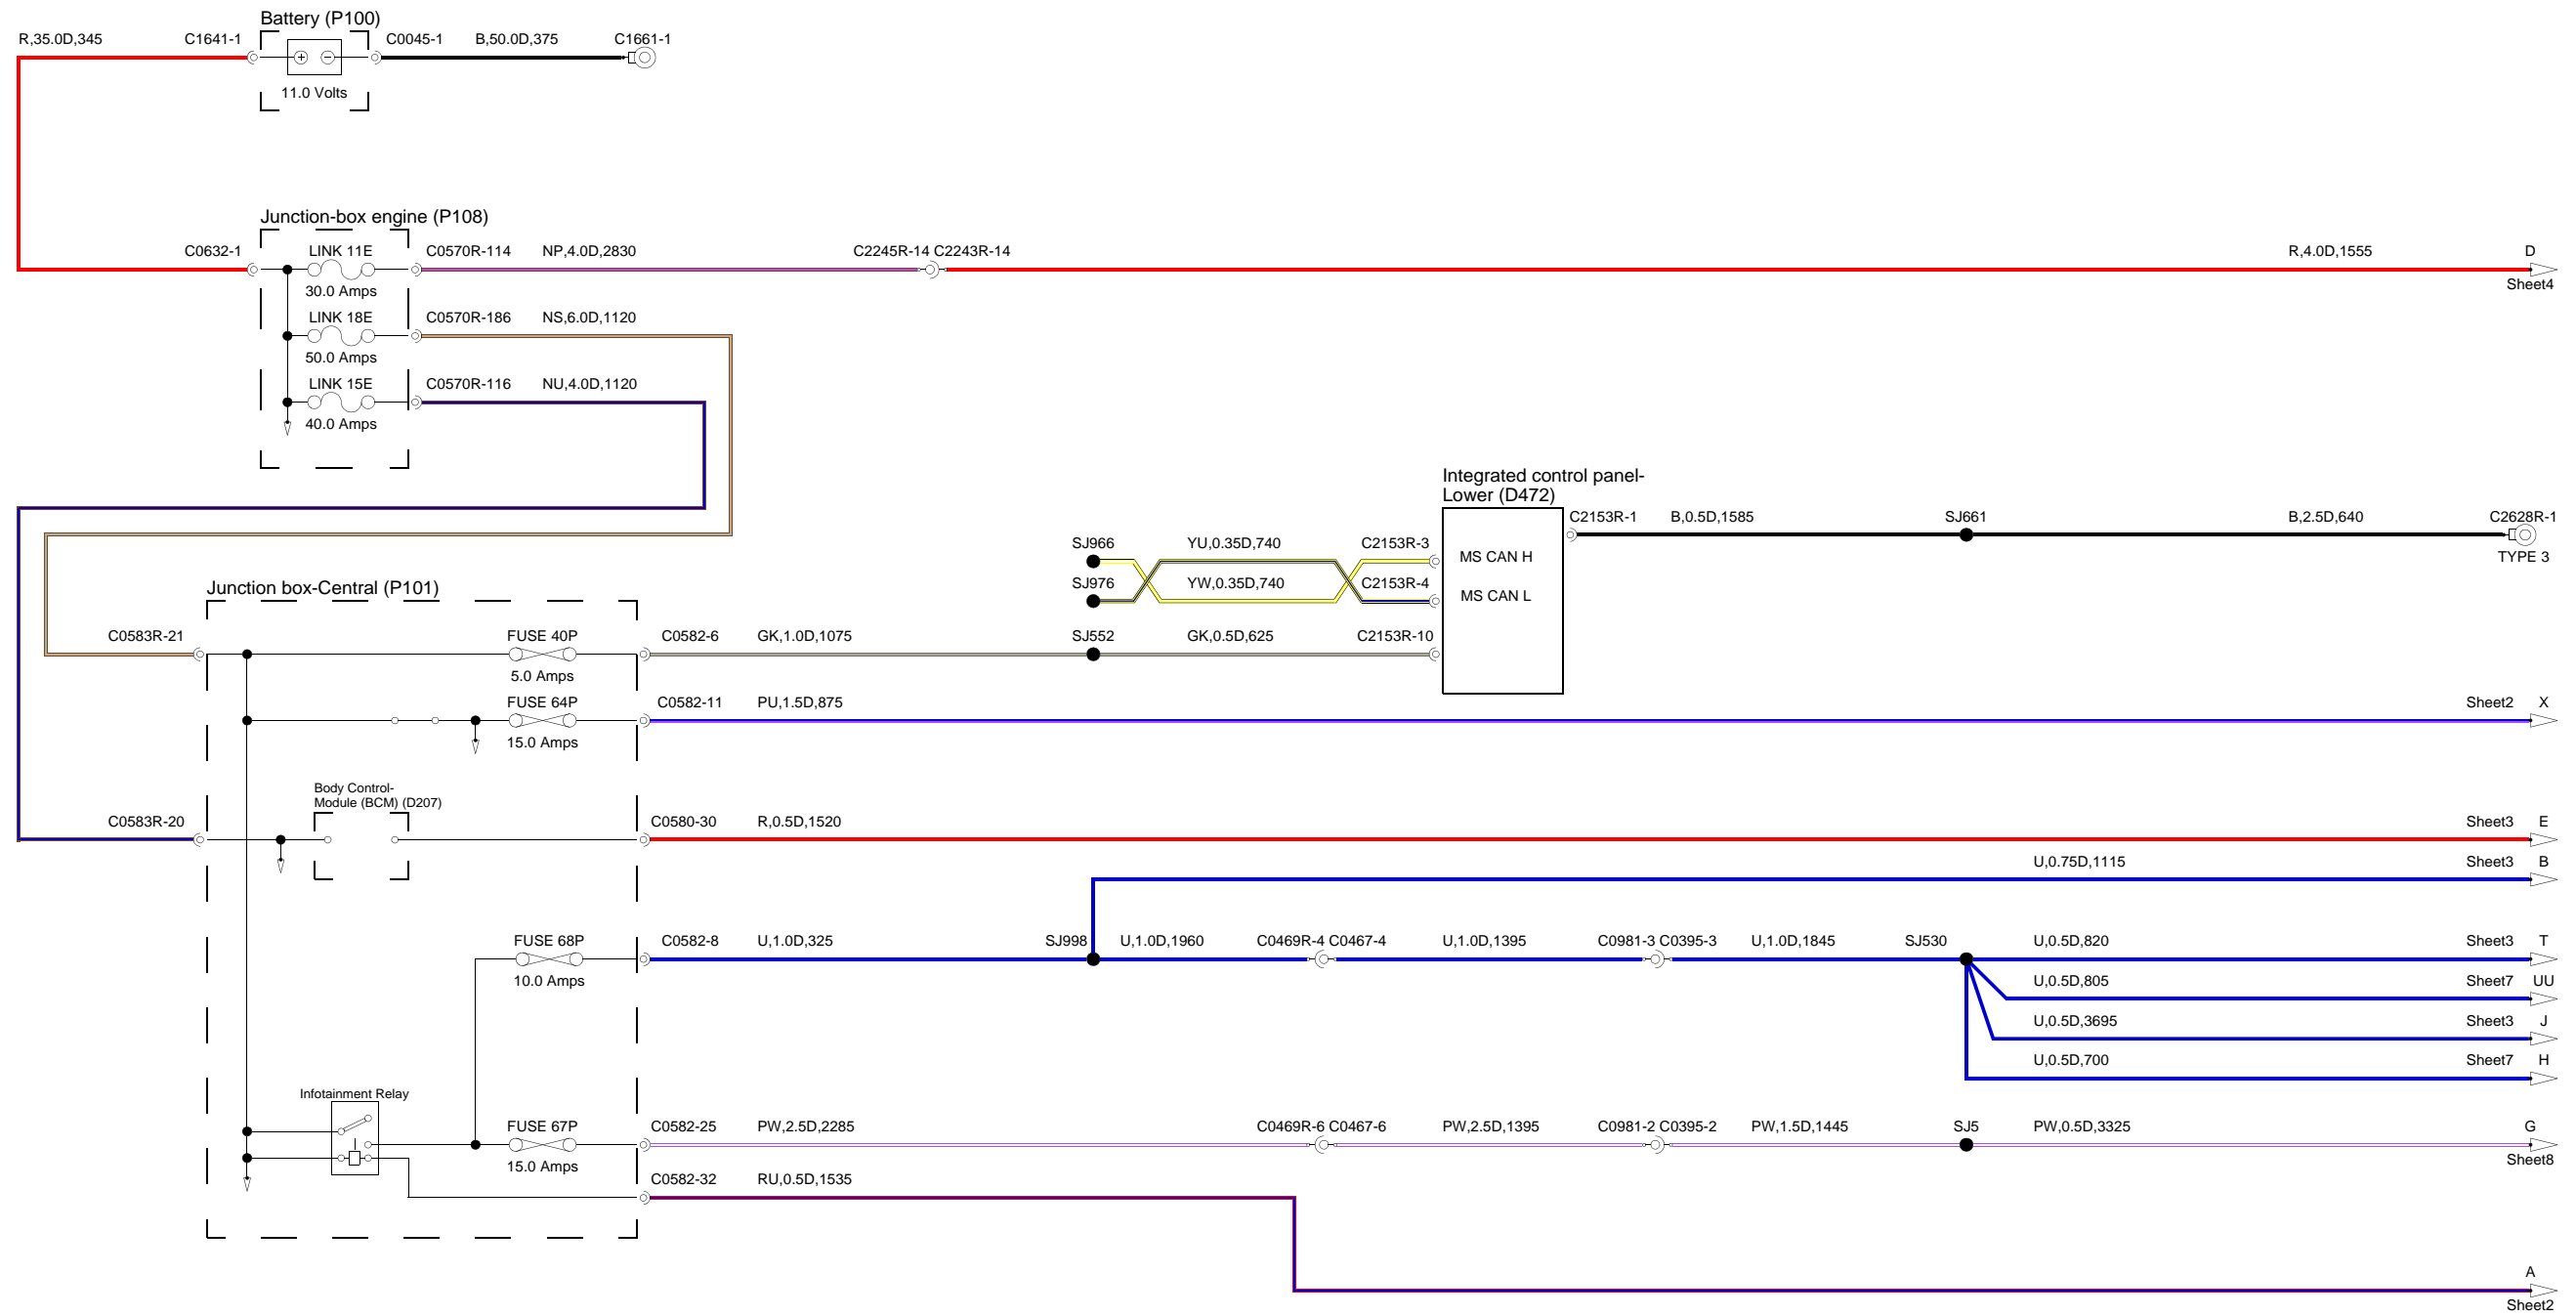 Battery (P100)
R,35.0D,345 C1641-1 C0045-1 B,50.0D,375 C1661-1
11.0 Volts
Junction-box engine (P108)
C0632-1 LINK 11E C0570R-114 NP,4.0D,2830 C2245R-14 C2243R-14 R,4.0D,1555 D
30.0 Amps Sheet4
LINK 18E C0570R-186 NS,6.0D,1120
50.0 Amps
LINK 15E C0570R-116 NU,4.0D,1120
40.0 Amps
Integrated control panel-
Lower (D472)
C2153R-1 B,0.5D,1585 SJ661 B,2.5D,640 C2628R-1
TYPE 3
SJ966 YU,0.35D,740 C2153R-3 MS CAN H
SJ976 YW,0.35D,740 C2153R-4 MS CAN L
Junction box-Central (P101)
C0583R-21 FUSE 40P C0582-6 GK,1.0D,1075 SJ552 GK,0.5D,625 C2153R-10
5.0 Amps
FUSE 64P C0582-11 PU,1.5D,875 Sheet2 X
15.0 Amps
Body Control-
Module (BCM) (D207)
C0583R-20 C0580-30 R,0.5D,1520 Sheet3 E
U,0.75D,1115 Sheet3 B
FUSE 68P C0582-8 U,1.0D,325 SJ998 U,1.0D,1960 C0469R-4 C0467-4 U,1.0D,1395 C0981-3 C0395-3 U,1.0D,1845 SJ530 U,0.5D,820 Sheet3 T
10.0 Amps
U,0.5D,805 Sheet7 UU
U,0.5D,3695 Sheet3 J
U,0.5D,700 Sheet7 H
Infotainment Relay
FUSE 67P C0582-25 PW,2.5D,2285 C0469R-6 C0467-6 PW,2.5D,1395 C0981-2 C0395-2 PW,1.5D,1445 SJ5 PW,0.5D,3325 G
15.0 Amps Sheet8
C0582-32 RU,0.5D,1535
A
Sheet2